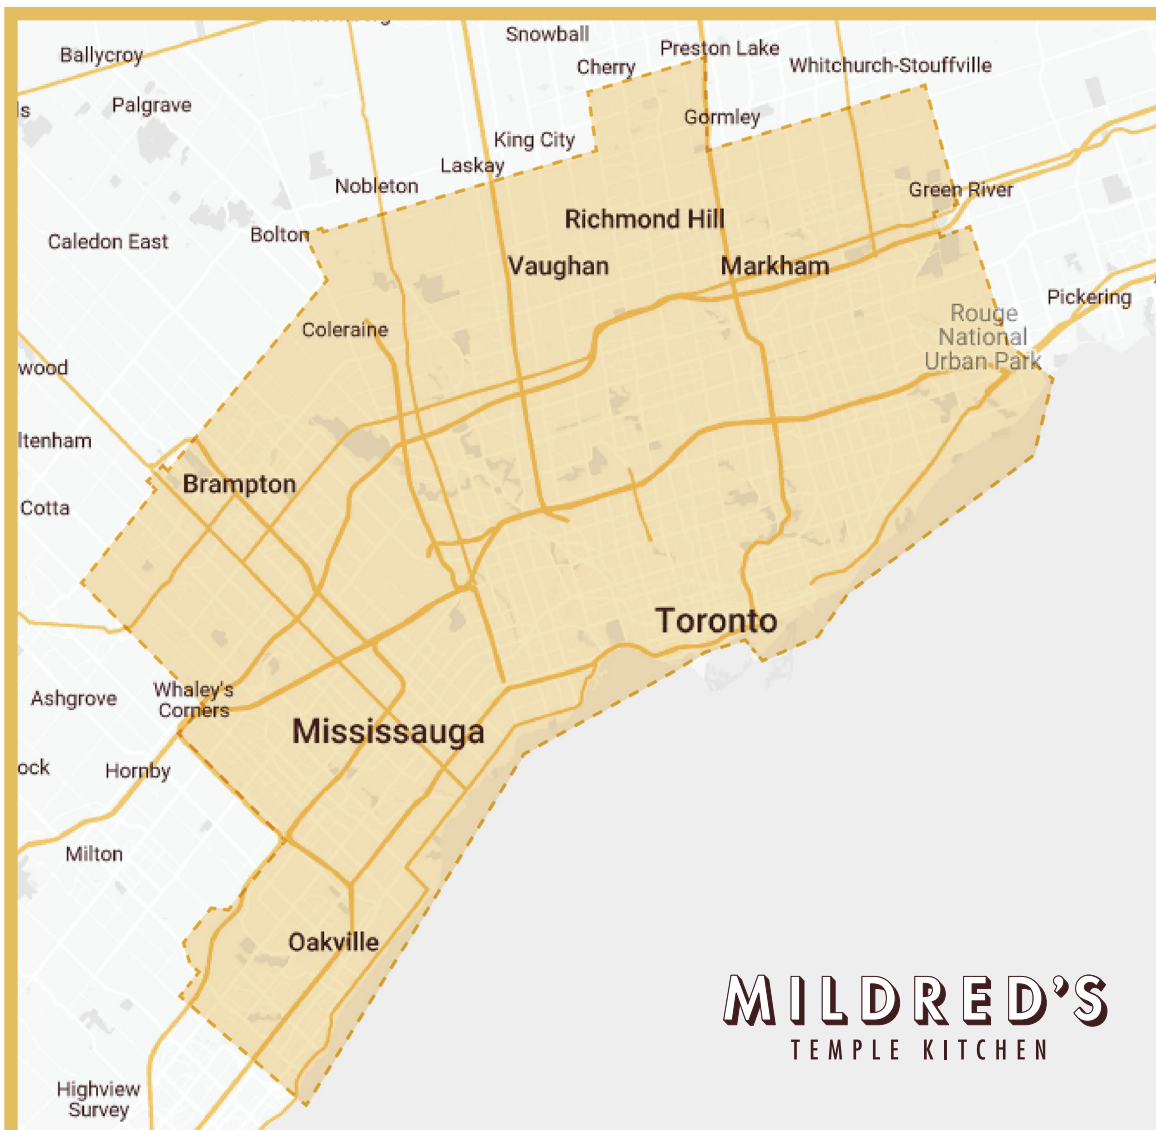 Snowball
Ballycroy
Preston Lake
Cherry
Whitchurch-Stouffville
Palgrave
Gormley
King City
Laskay
Nobleton
Green River
Richmond Hill
Bolton
Caledon East
Vaughan
Markham
Pickering
Rouge
National
Urban Park
Coleraine
wood
ltenham
Brampton
Cotta
Toronto
Ashgrove
Whaley's
Corners
Mississauga
ock
Hornby
Milton
Oakville
MILDRED'S
TEMPLE KITCHEN
Highview
Survey